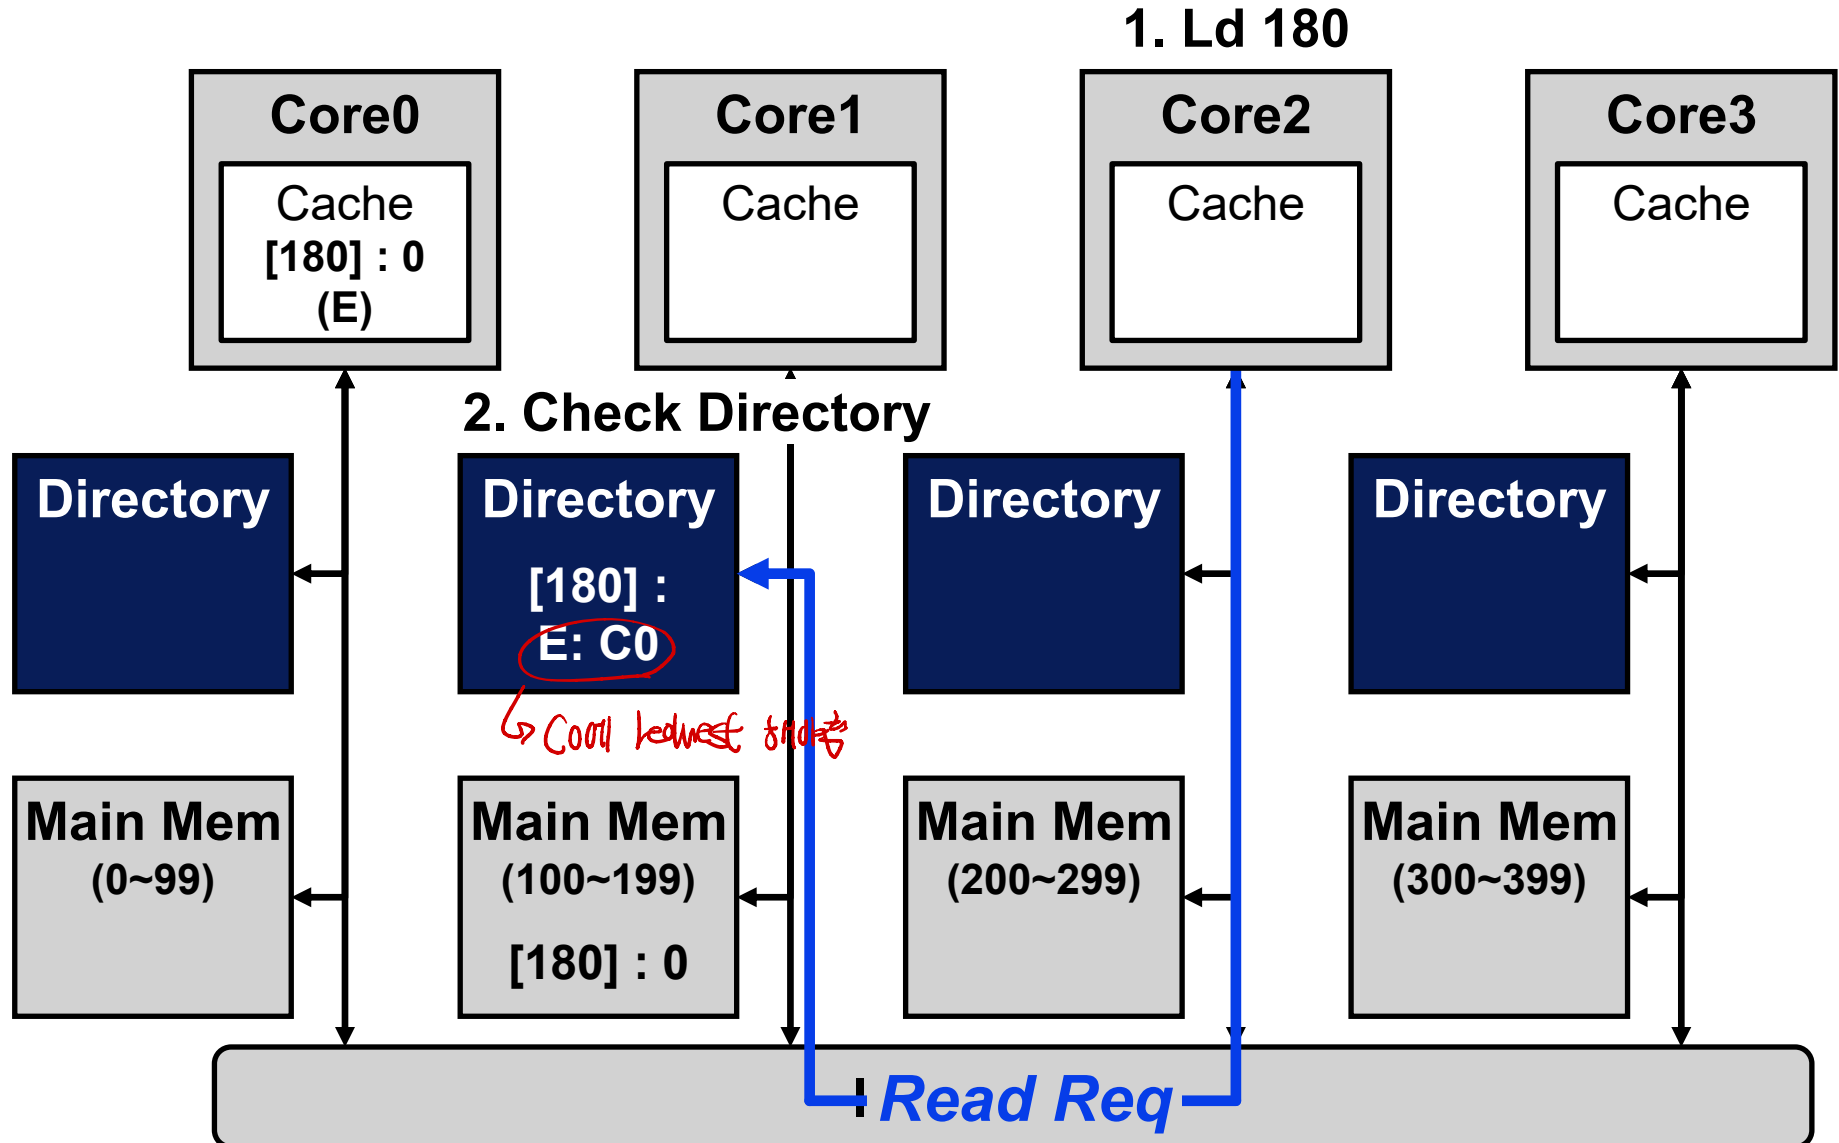 1. Ld 180
Core0
Core1
Core2
Core3
Cache
[180] : 0
(E)
Cache
Cache
Cache
2. Check Directory
Directory
Directory
[180] :
E: C0
Directory
Directory
Main Mem
(0~99)
Main Mem
(100~199)
[180] : 0
Main Mem
(200~299)
Main Mem
(300~399)
Read Req